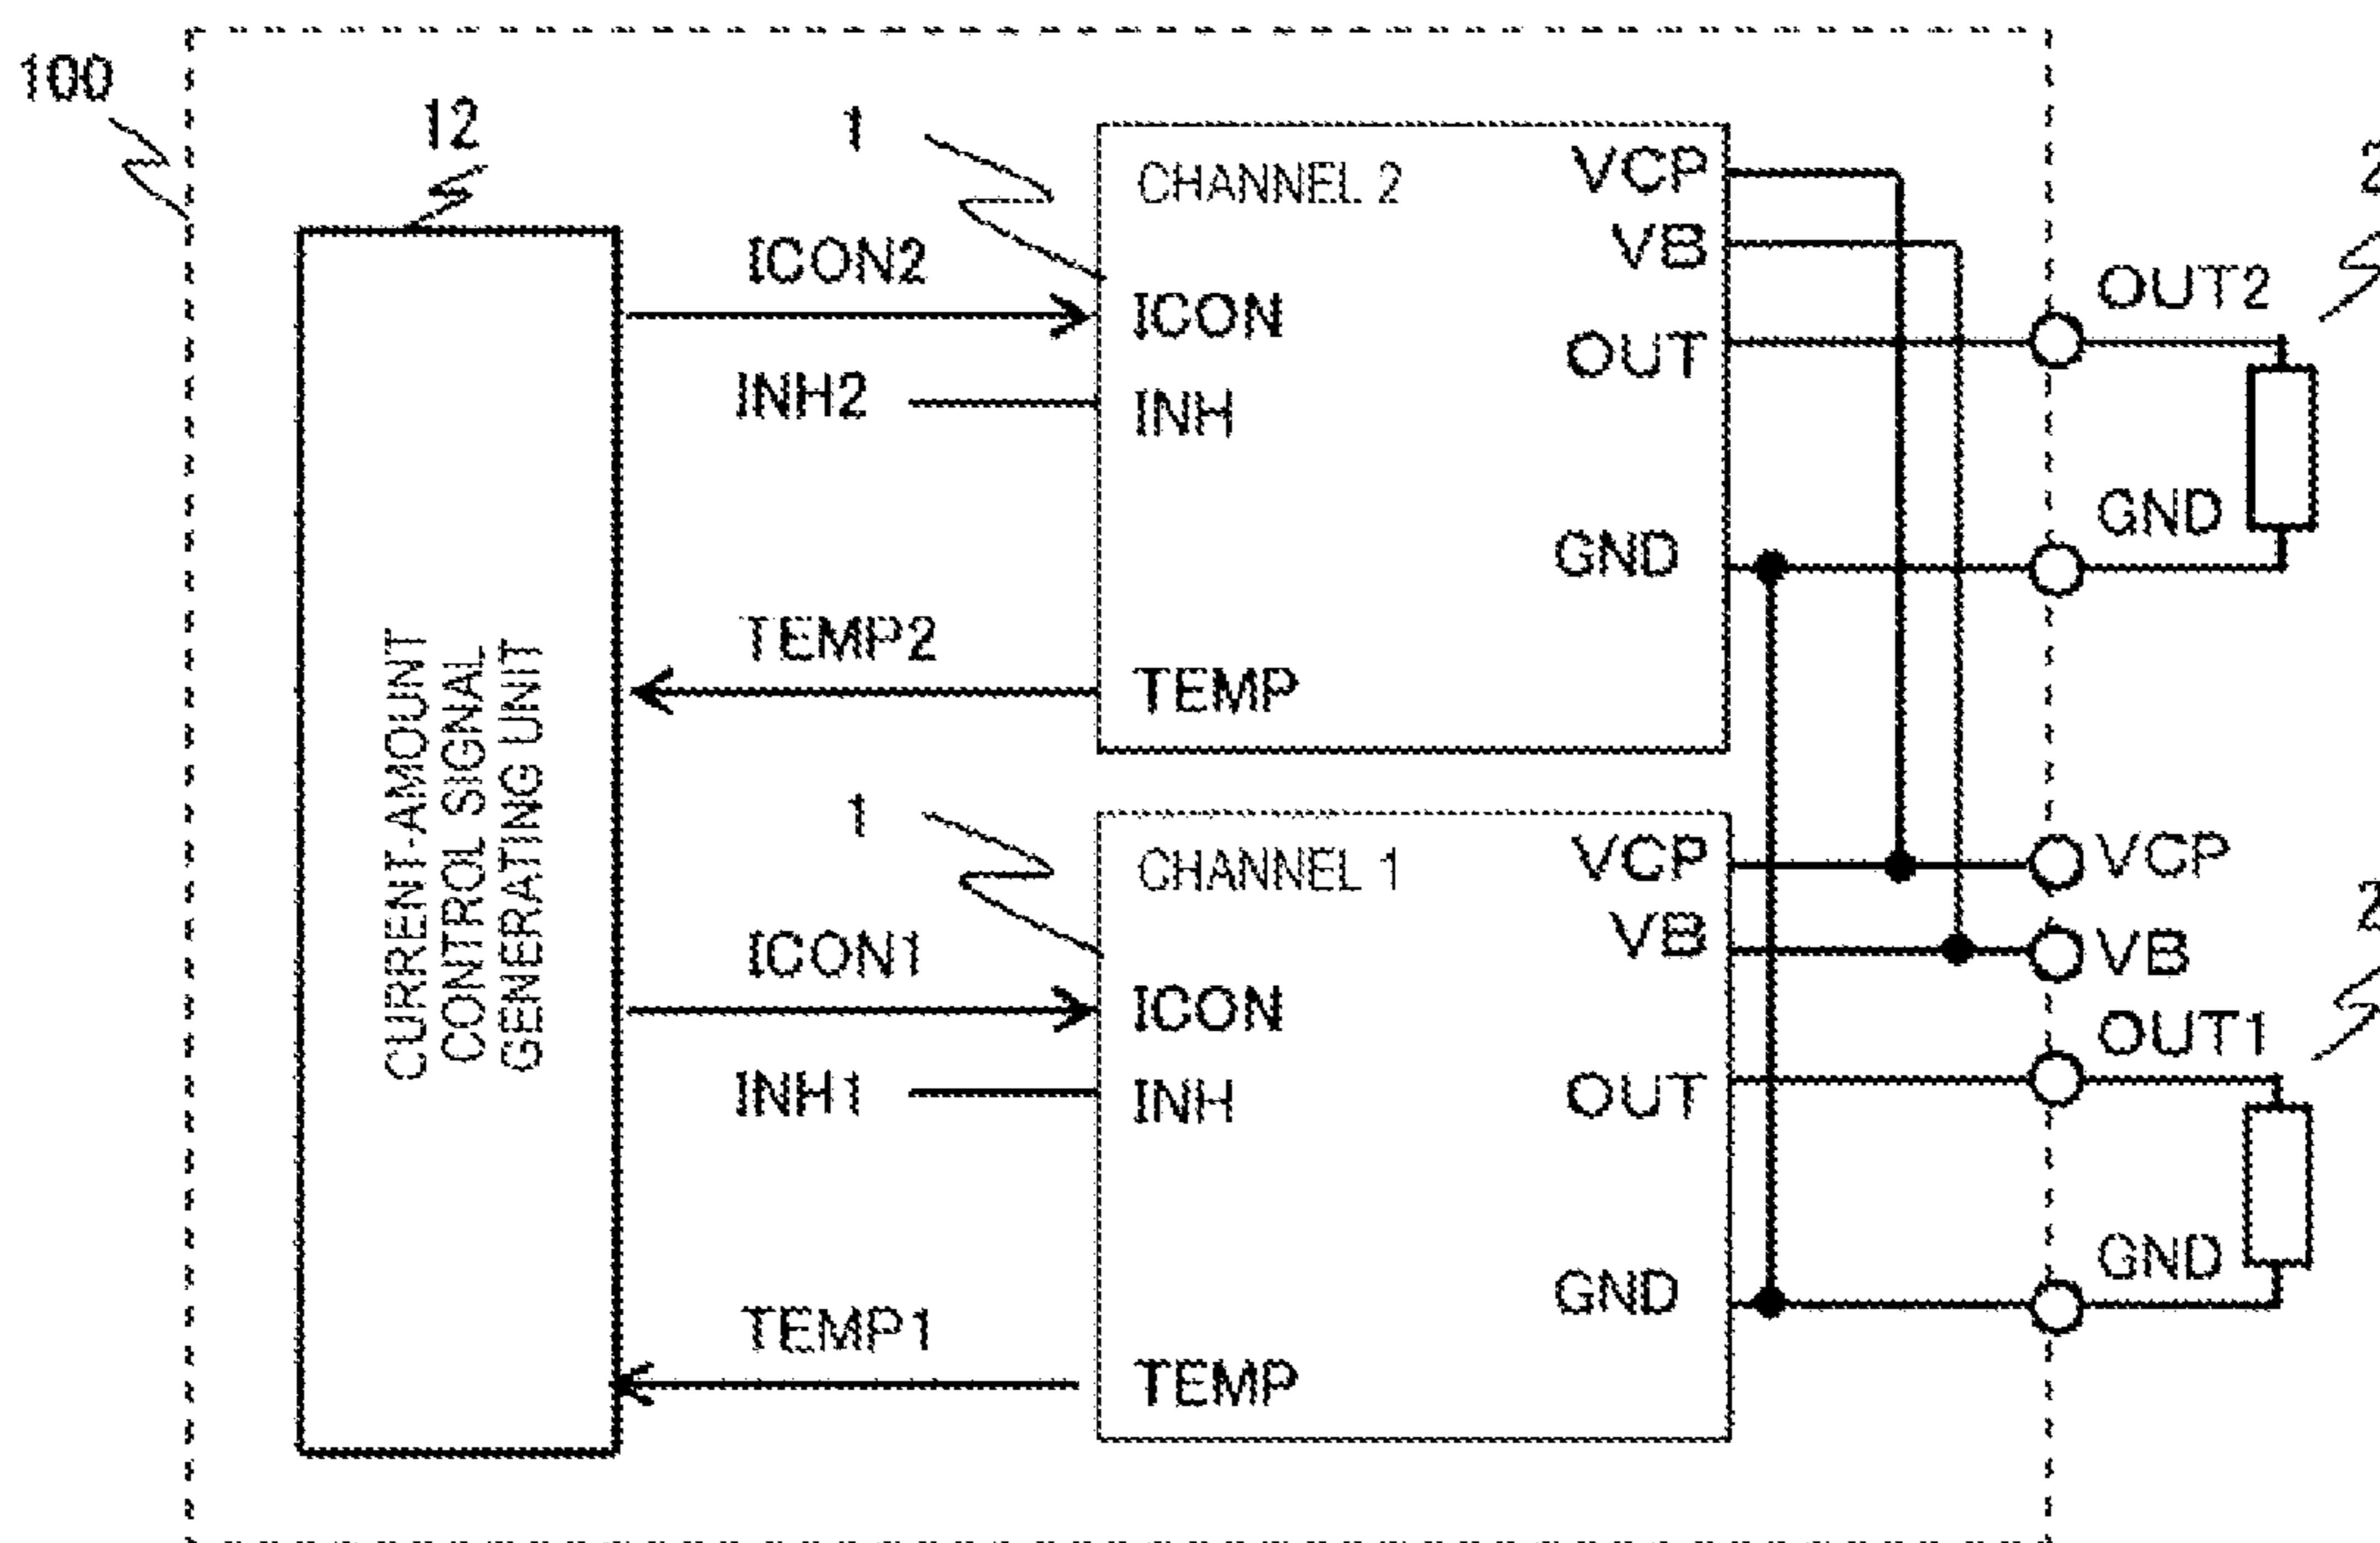 100
12
CURRENT-AMOUNT
CONTROL SIGNAL
GENERATING UNIT
1
CHANNEL 2
VCP
VB
ICON2
ICON
OUT
INH2
INH
GND
TEMP2
TEMP
OUT2
GND
2
1
CHANNEL 1
VCP
VB
ICON1
ICON
OUT
INH1
INH
GND
TEMP1
TEMP
VCP
VB
OUT1
GND
2